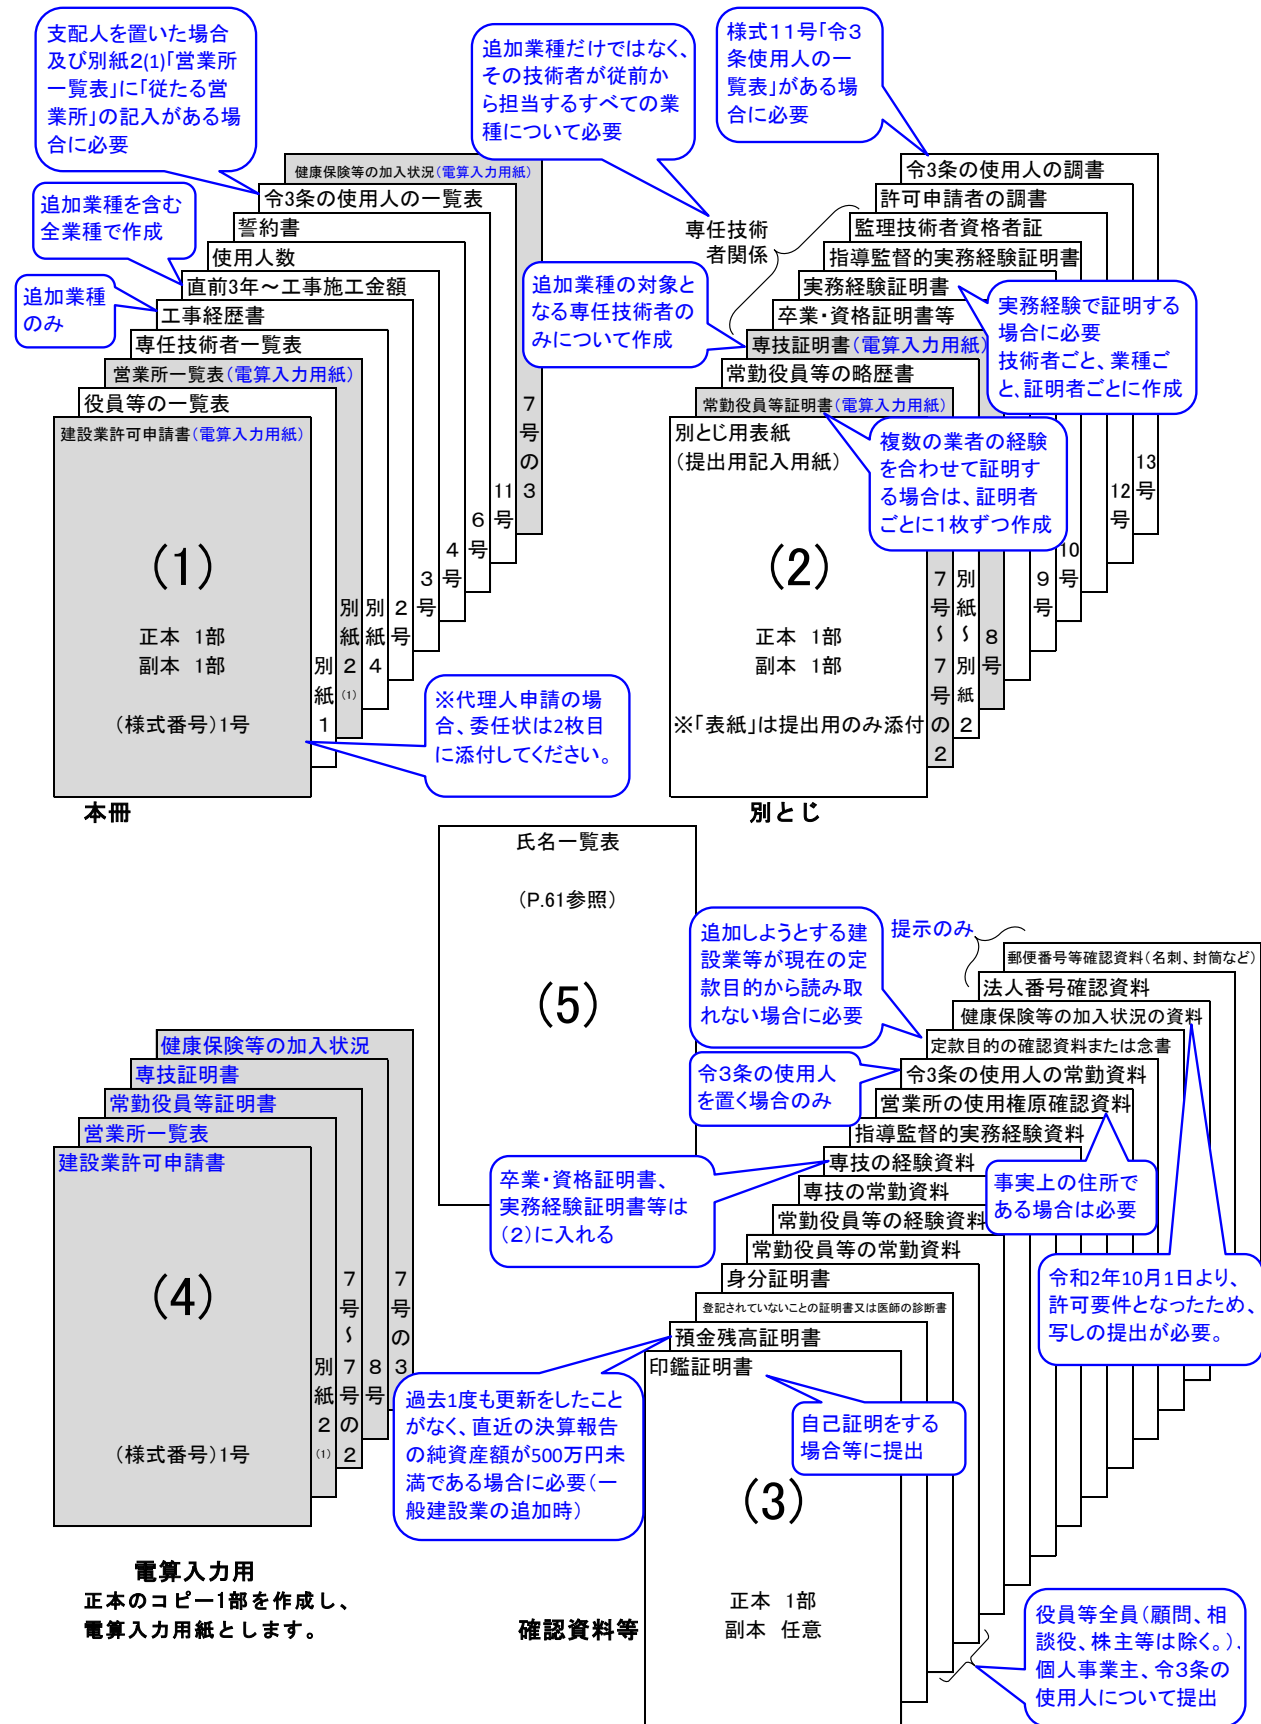 支配人を置いた場合
及び別紙2(1)「営業所
一覧表」に「従たる営
業所」の記入がある場
合に必要
追加業種を含む
全業種で作成
追加業種
のみ
健康保険等の加入状況(電算入力用紙)
令3条の使用人の一覧表
誓約書
使用人数
直前3年～工事施工金額
工事経歴書
専任技術者一覧表
営業所一覧表(電算入力用紙)
役員等の一覧表
建設業許可申請書(電算入力用紙)
(1)
正本 1部
副本 1部
(様式番号)1号
別紙1
別紙2(1)
別紙4
2号
3号
4号
6号
11号
7号の3
※代理人申請の場
合、委任状は2枚目
に添付してください。
本冊
追加業種だけではなく、
その技術者が従前か
ら担当するすべての業
種について必要
様式11号「令3
条使用人の一
覧表」がある場
合に必要
専任技術
者関係
追加業種の対象と
なる専任技術者の
みについて作成
令3条の使用人の調書
許可申請者の調書
監理技術者資格者証
指導監督的実務経験証明書
実務経験証明書
卒業・資格証明書等
専技証明書(電算入力用紙)
常勤役員等の略歴書
常勤役員等証明書(電算入力用紙)
別とじ用表紙
(提出用記入用紙)
実務経験で証明する
場合に必要
技術者ごと、業種ご
と、証明者ごとに作成
複数の業者の経験
を合わせて証明す
る場合は、証明者
ごとに1枚ずつ作成
(2)
正本 1部
副本 1部
※「表紙」は提出用のみ添付
7号～7号の2
別紙～別紙2
8号
9号
10号
12号
13号
別とじ
氏名一覧表
(P.61参照)
(5)
健康保険等の加入状況
専技証明書
常勤役員等証明書
営業所一覧表
建設業許可申請書
(4)
(様式番号)1号
別紙2(1)
7号～7号の2
8号
7号の3
電算入力用
正本のコピー1部を作成し、
電算入力用紙とします。
追加しようとする建
設業等が現在の定
款目的から読み取
れない場合に必要
提示のみ
令3条の使用人
を置く場合のみ
卒業・資格証明書、
実務経験証明書等は
(2)に入れる
郵便番号等確認資料(名刺、封筒など)
法人番号確認資料
健康保険等の加入状況の資料
定款目的の確認資料または念書
令3条の使用人の常勤資料
営業所の使用権原確認資料
指導監督的実務経験資料
専技の経験資料
専技の常勤資料
常勤役員等の経験資料
常勤役員等の常勤資料
身分証明書
登記されていないことの証明書又は医師の診断書
預金残高証明書
印鑑証明書
事実上の住所で
ある場合は必要
令和2年10月1日より、
許可要件となったため、
写しの提出が必要。
過去1度も更新をしたこと
がなく、直近の決算報告
の純資産額が500万円未
満である場合に必要(一
般建設業の追加時)
自己証明をする
場合等に提出
(3)
正本 1部
副本 任意
確認資料等
役員等全員(顧問、相
談役、株主等は除く。)、
個人事業主、令3条の
使用人について提出